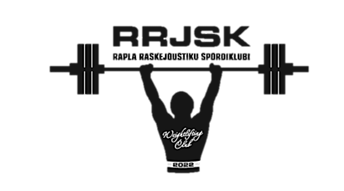 RRJSK
RAPLA RASKEJÕUSTIKU SPORDIKLUBI
Weightlifting
Club
2022